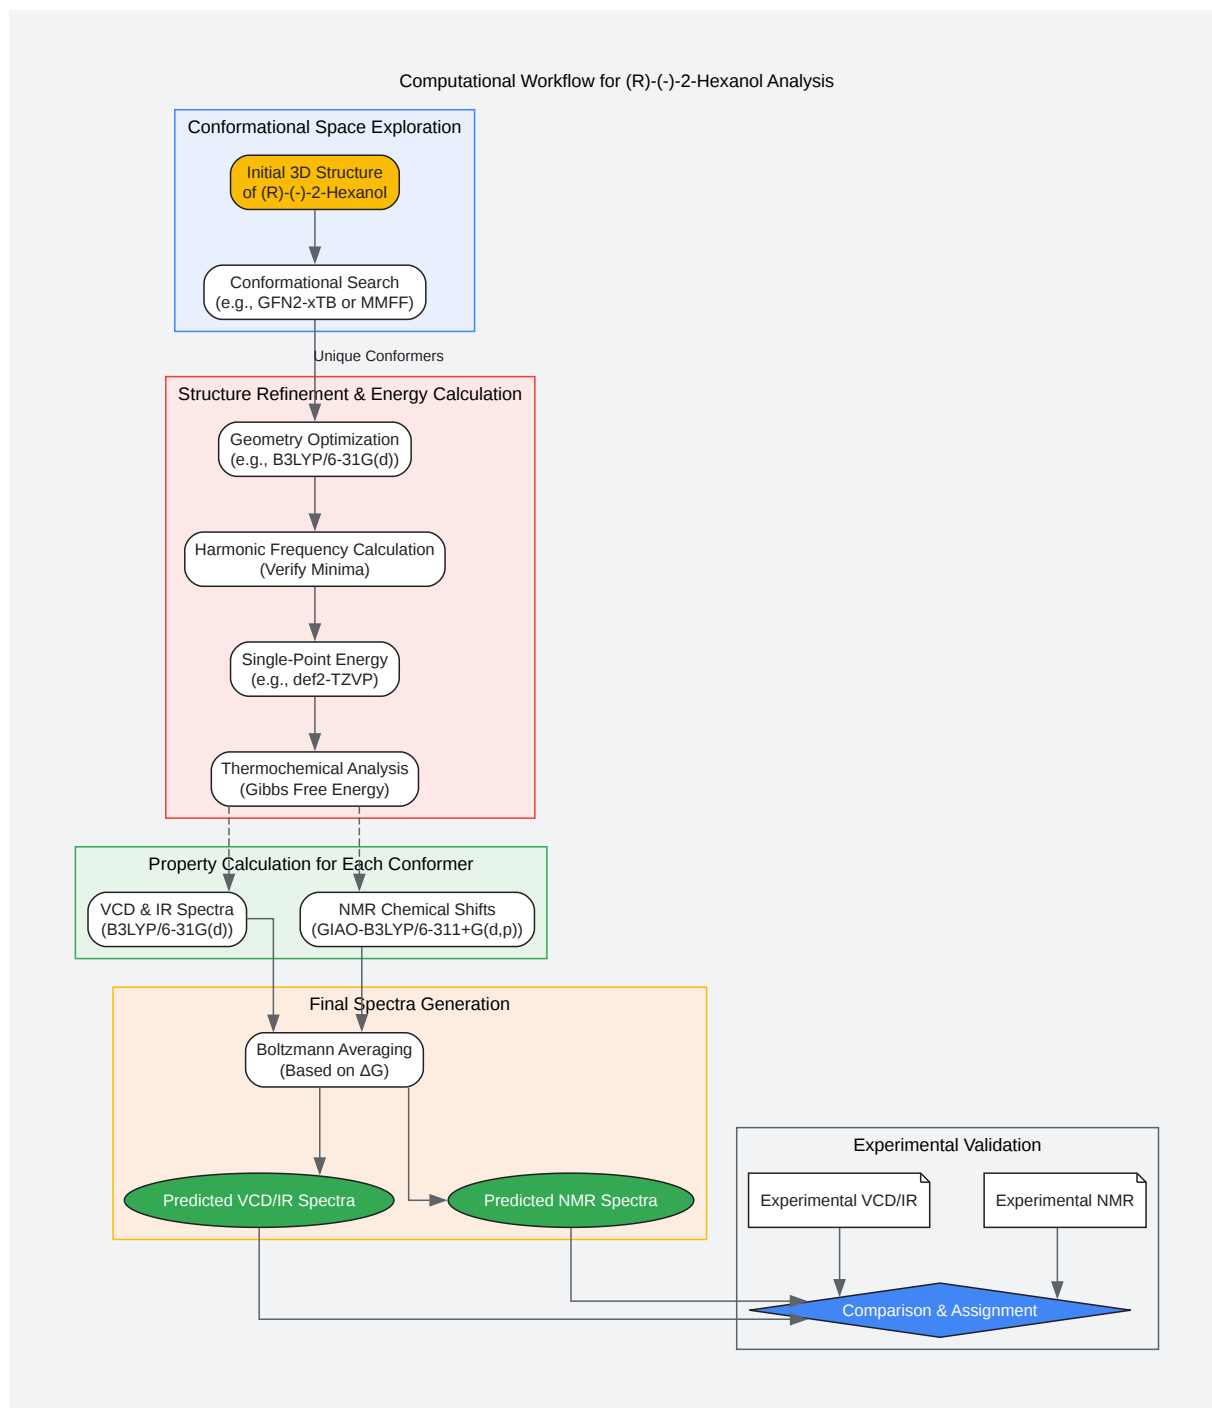 Computational Workflow for (R)-(-)-2-Hexanol Analysis
Conformational Space Exploration
Initial 3D Structure
of (R)-(-)-2-Hexanol
Conformational Search
(e.g., GFN2-xTB or MMFF)
Unique Conformers
Structure Refinement & Energy Calculation
Geometry Optimization
(e.g., B3LYP/6-31G(d))
Harmonic Frequency Calculation
(Verify Minima)
Single-Point Energy
(e.g., def2-TZVP)
Thermochemical Analysis
(Gibbs Free Energy)
Property Calculation for Each Conformer
VCD & IR Spectra
(B3LYP/6-31G(d))
NMR Chemical Shifts
(GIAO-B3LYP/6-311+G(d,p))
Final Spectra Generation
Boltzmann Averaging
(Based on ΔG)
Predicted VCD/IR Spectra
Predicted NMR Spectra
Experimental Validation
Experimental VCD/IR
Experimental NMR
Comparison & Assignment